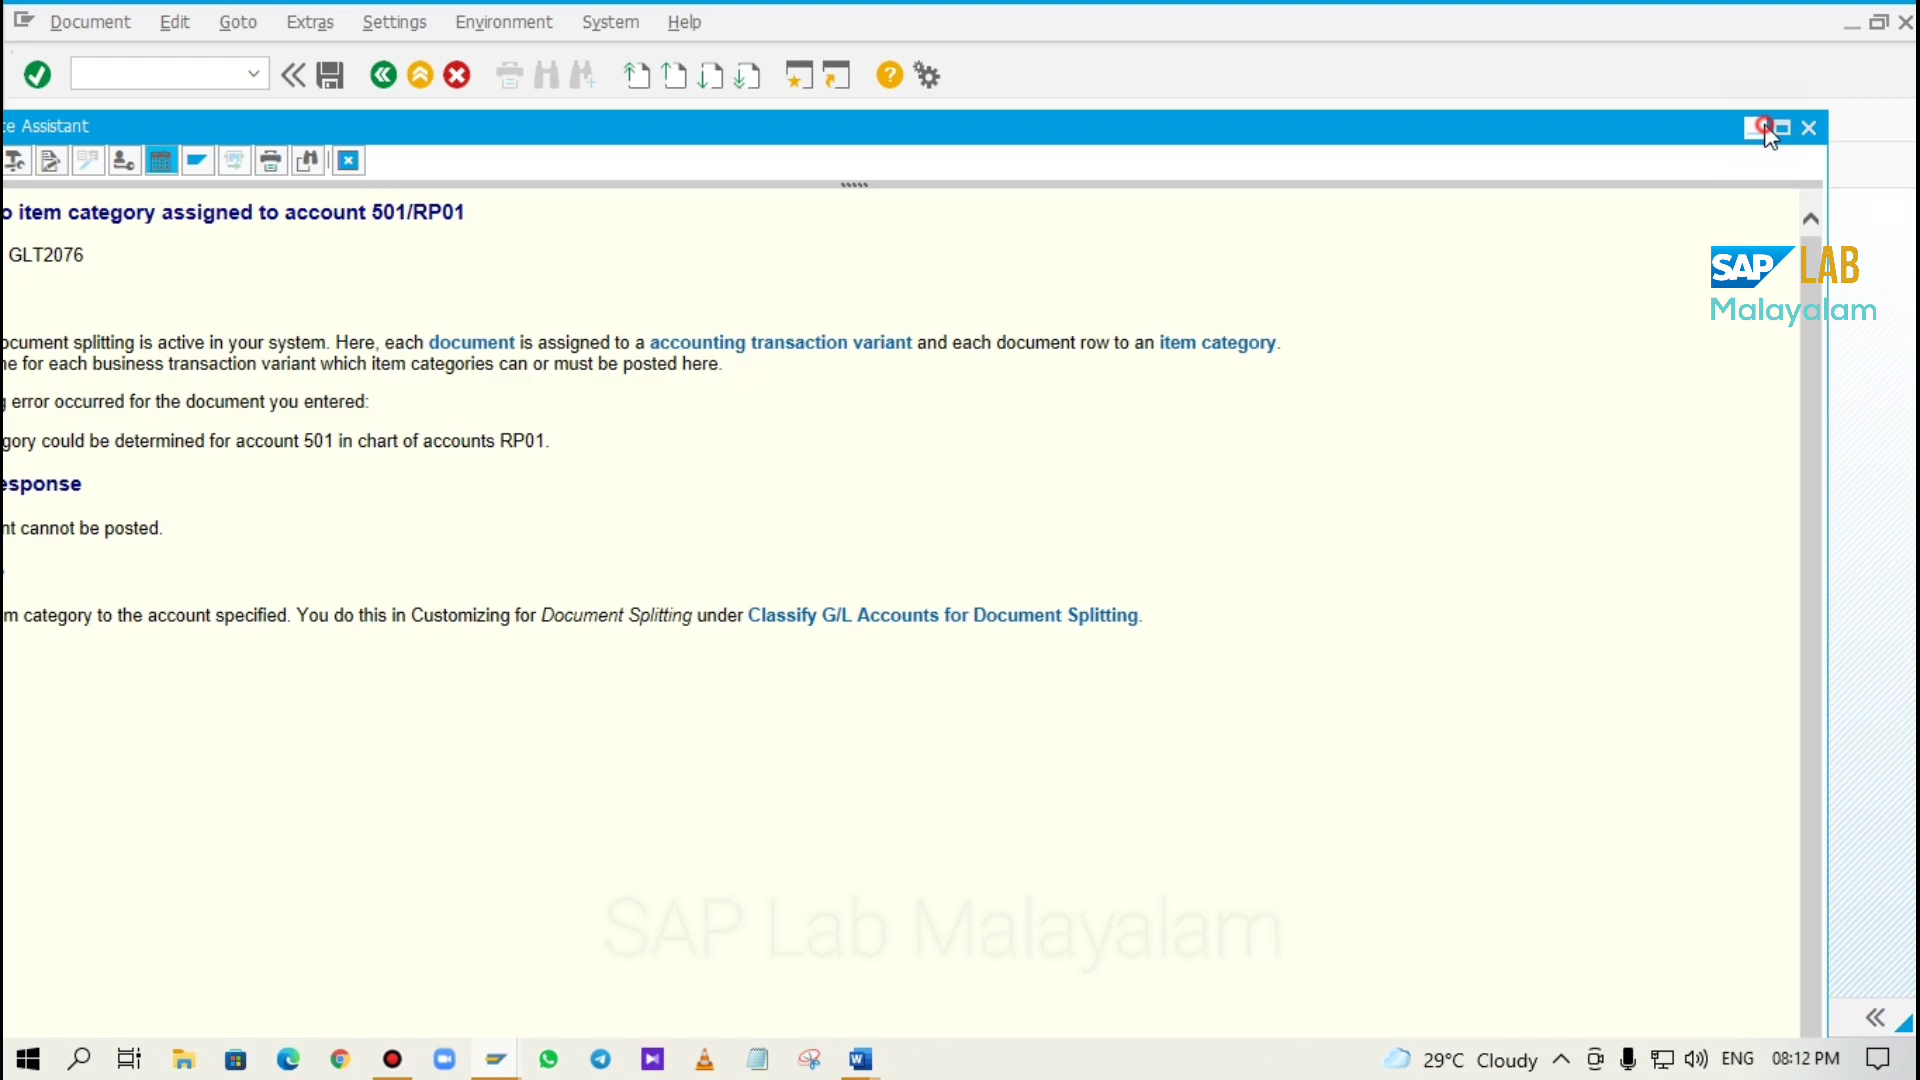 Document Edit Goto Extras Settings Environment System Help
ce Assistant
o item category assigned to account 501/RP01
GLT2076
SAP LAB
Malayalam
ocument splitting is active in your system. Here, each document is assigned to a accounting transaction variant and each document row to an item category.
ne for each business transaction variant which item categories can or must be posted here.
g error occurred for the document you entered:
gory could be determined for account 501 in chart of accounts RP01.
esponse
nt cannot be posted.
m category to the account specified. You do this in Customizing for Document Splitting under Classify G/L Accounts for Document Splitting.
SAP Lab Malayalam
29°C Cloudy ENG 08:12 PM